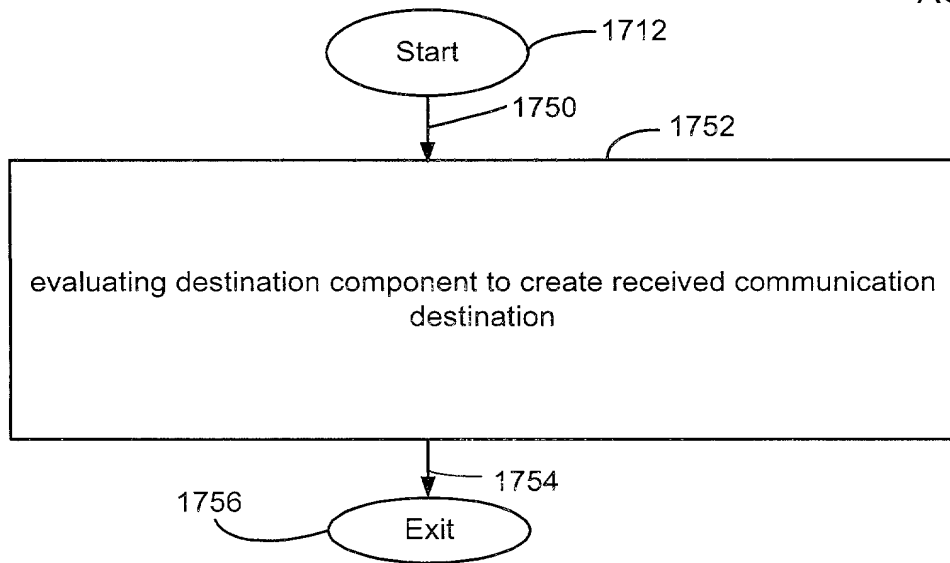 Start
1712
1750
1752
evaluating destination component to create received communication
destination
1754
1756
Exit